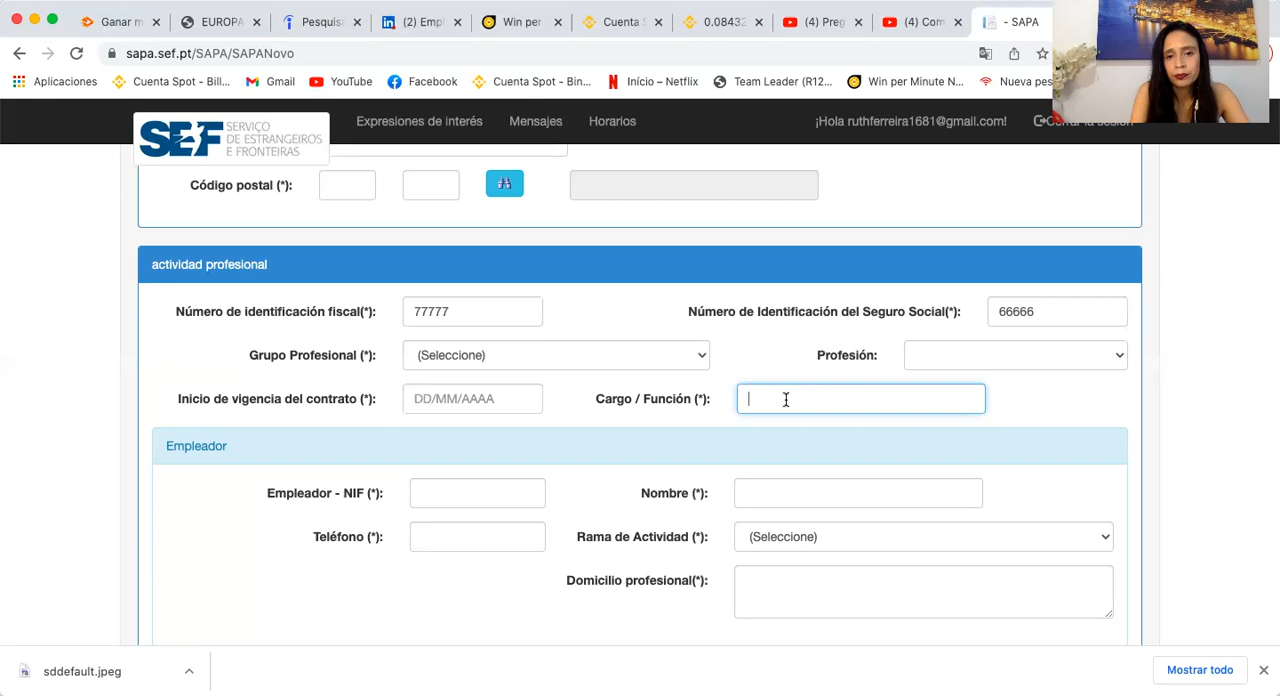 Ganar m
EUROPA
Pesquisa
(2) Emp
Win per
Cuenta S
0.08432
(4) Preg
(4) Com
- SAPA
sapa.sef.pt/SAPA/SAPANovo
Aplicaciones
Cuenta Spot - Bill...
Gmail
YouTube
Facebook
Cuenta Spot - Bin...
Início – Netflix
Team Leader (R12...
Win per Minute N...
Nueva pes
SEF SERVIÇO
DE ESTRANGEIROS
E FRONTEIRAS
Expresiones de interés
Mensajes
Horarios
¡Hola ruthferreira1681@gmail.com!
Cerrar la sesión
Código postal (*):
actividad profesional
Número de identificación fiscal(*): 77777
Número de Identificación del Seguro Social(*): 66666
Grupo Profesional (*): (Seleccione)
Profesión:
Inicio de vigencia del contrato (*): DD/MM/AAAA
Cargo / Función (*):
Empleador
Empleador - NIF (*):
Nombre (*):
Teléfono (*):
Rama de Actividad (*): (Seleccione)
Domicilio profesional(*):
sddefault.jpeg
Mostrar todo